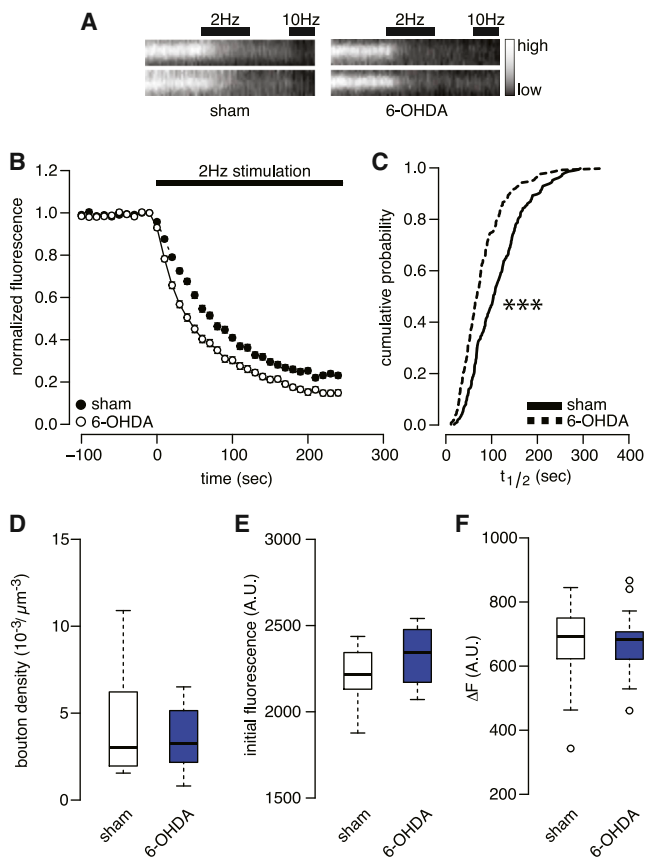 A
2Hz 10Hz 2Hz 10Hz
high
low
sham 6-OHDA
B
2Hz stimulation
normalized fluorescence
1.2
1.0
0.8
0.6
0.4
0.2
0.0
sham
6-OHDA
−100 0 100 200 300
time (sec)
C
cumulative probability
1.0
0.8
0.6
0.4
0.2
0.0
***
sham
6-OHDA
0 100 200 300 400
t1/2 (sec)
D
bouton density (10-3/μm-3)
15
10
5
0
sham
6-OHDA
E
initial fluorescence (A.U.)
3000
2500
2000
1500
sham
6-OHDA
F
ΔF (A.U.)
1000
800
600
400
200
sham
6-OHDA